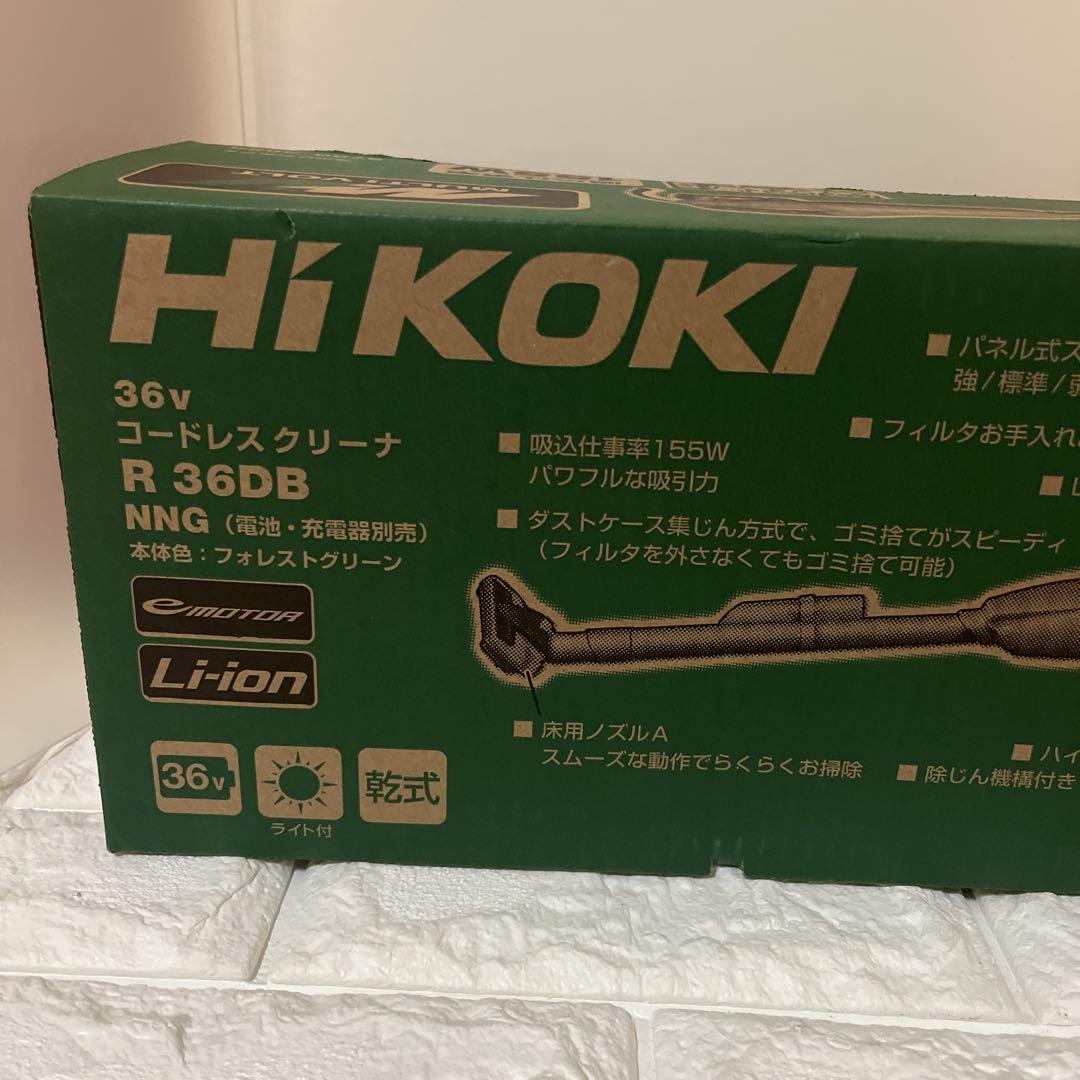 MULTI VOLT
HiKOKI
36v
コードレスクリーナ
R 36DB
NNG（電池・充電器別売）
本体色：フォレストグリーン
e MOTOR
Li-ion
36v
ライト付
乾式
■ 吸込仕事率155W
パワフルな吸引力
■ ダストケース集じん方式で、ゴミ捨てがスピーディ
（フィルタを外さなくてもゴミ捨て可能）
■ パネル式ス
強/標準/弱
■ フィルタお手入れ
■ 床用ノズルA
スムーズな動作でらくらくお掃除
■ ハイ
■ 除じん機構付き